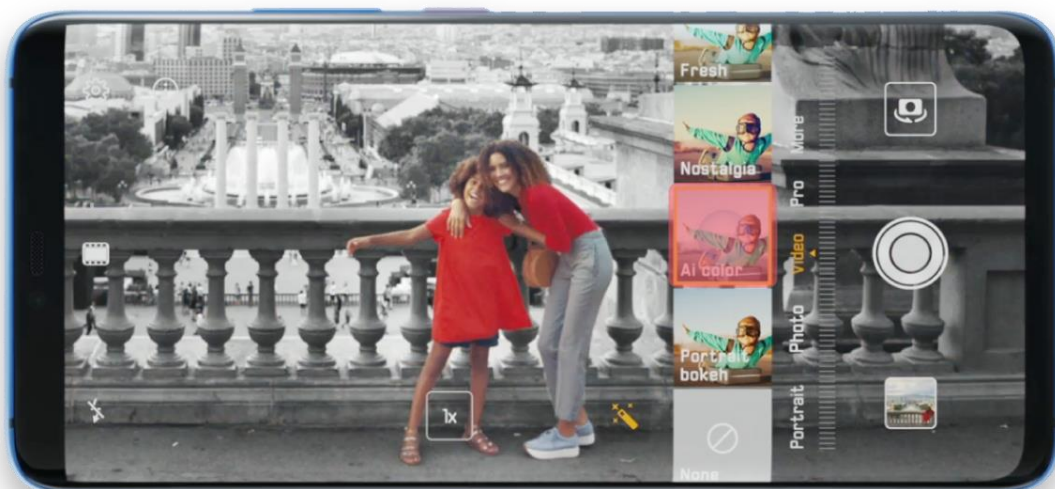 Fresh
Nostalgia
Ai color
Portrait
bokeh
None
More
Pro
Video
Photo
Portrait
1x